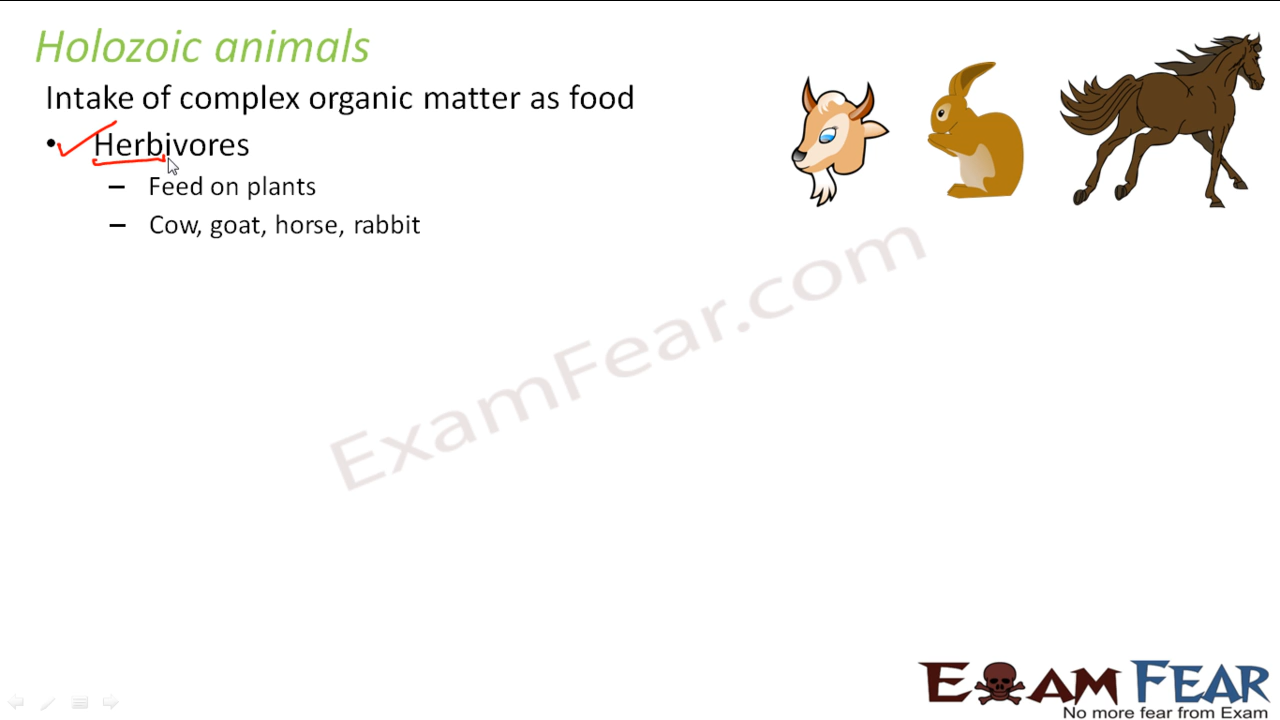 Holozoic animals
Intake of complex organic matter as food
• Herbivores
– Feed on plants
– Cow, goat, horse, rabbit
ExamFear.com
EXAM FEAR
No more fear from Exam